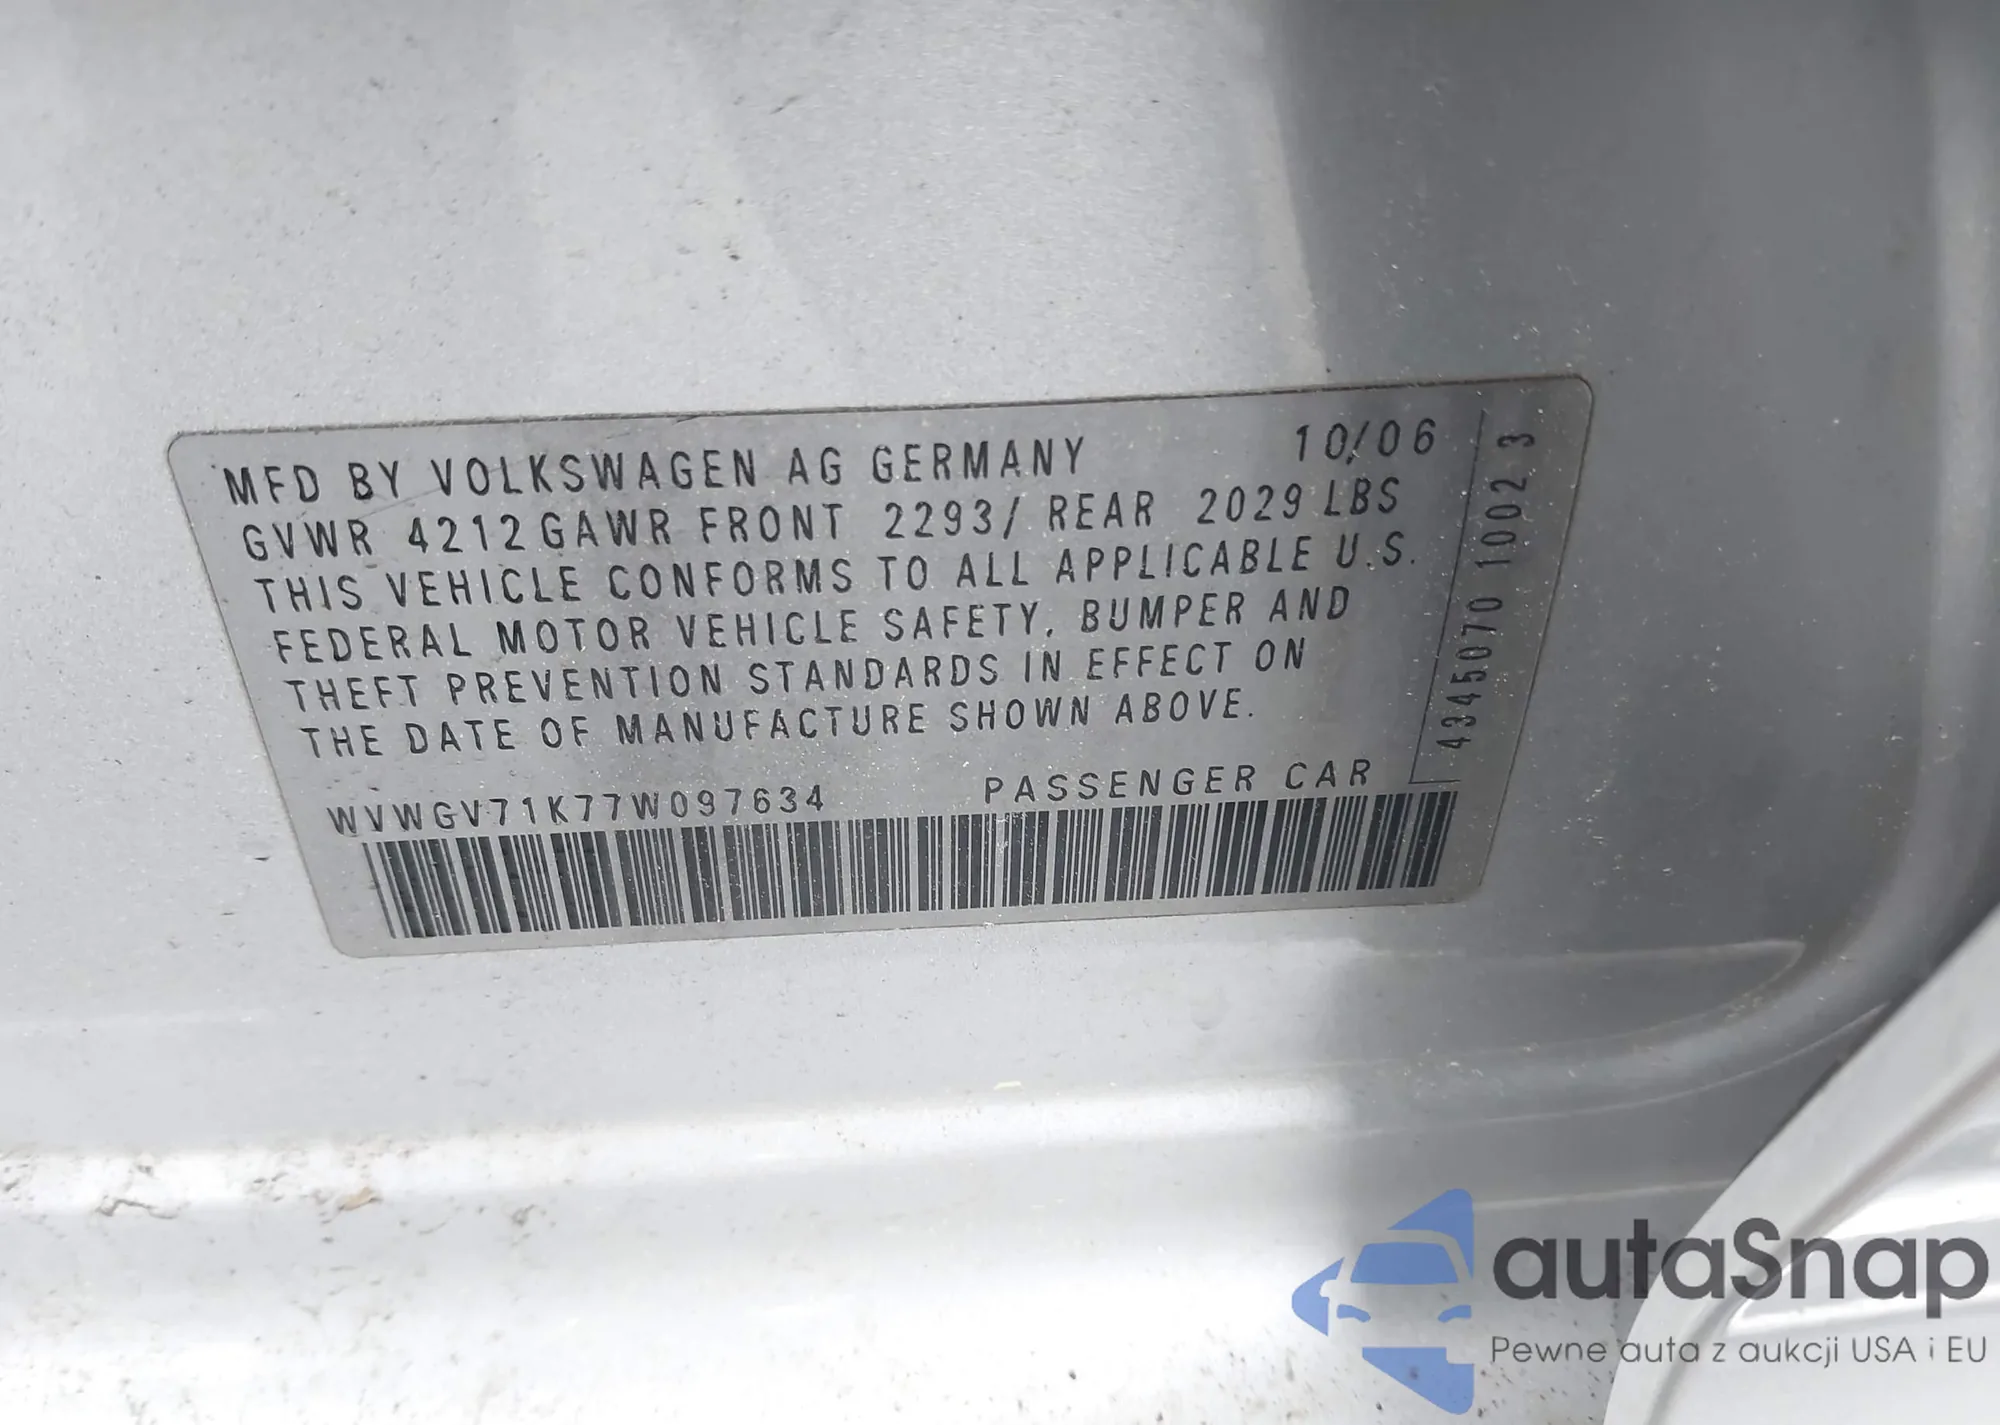 MFD BY VOLKSWAGEN AG GERMANY 10/06
GVWR 4212 GAWR FRONT 2293/ REAR 2029 LBS
THIS VEHICLE CONFORMS TO ALL APPLICABLE U.S.
FEDERAL MOTOR VEHICLE SAFETY, BUMPER AND
THEFT PREVENTION STANDARDS IN EFFECT ON
THE DATE OF MANUFACTURE SHOWN ABOVE.
WVWGV71K77W097634 PASSENGER CAR
4345070 1002 3
autaSnap
Pewne auta z aukcji USA i EU